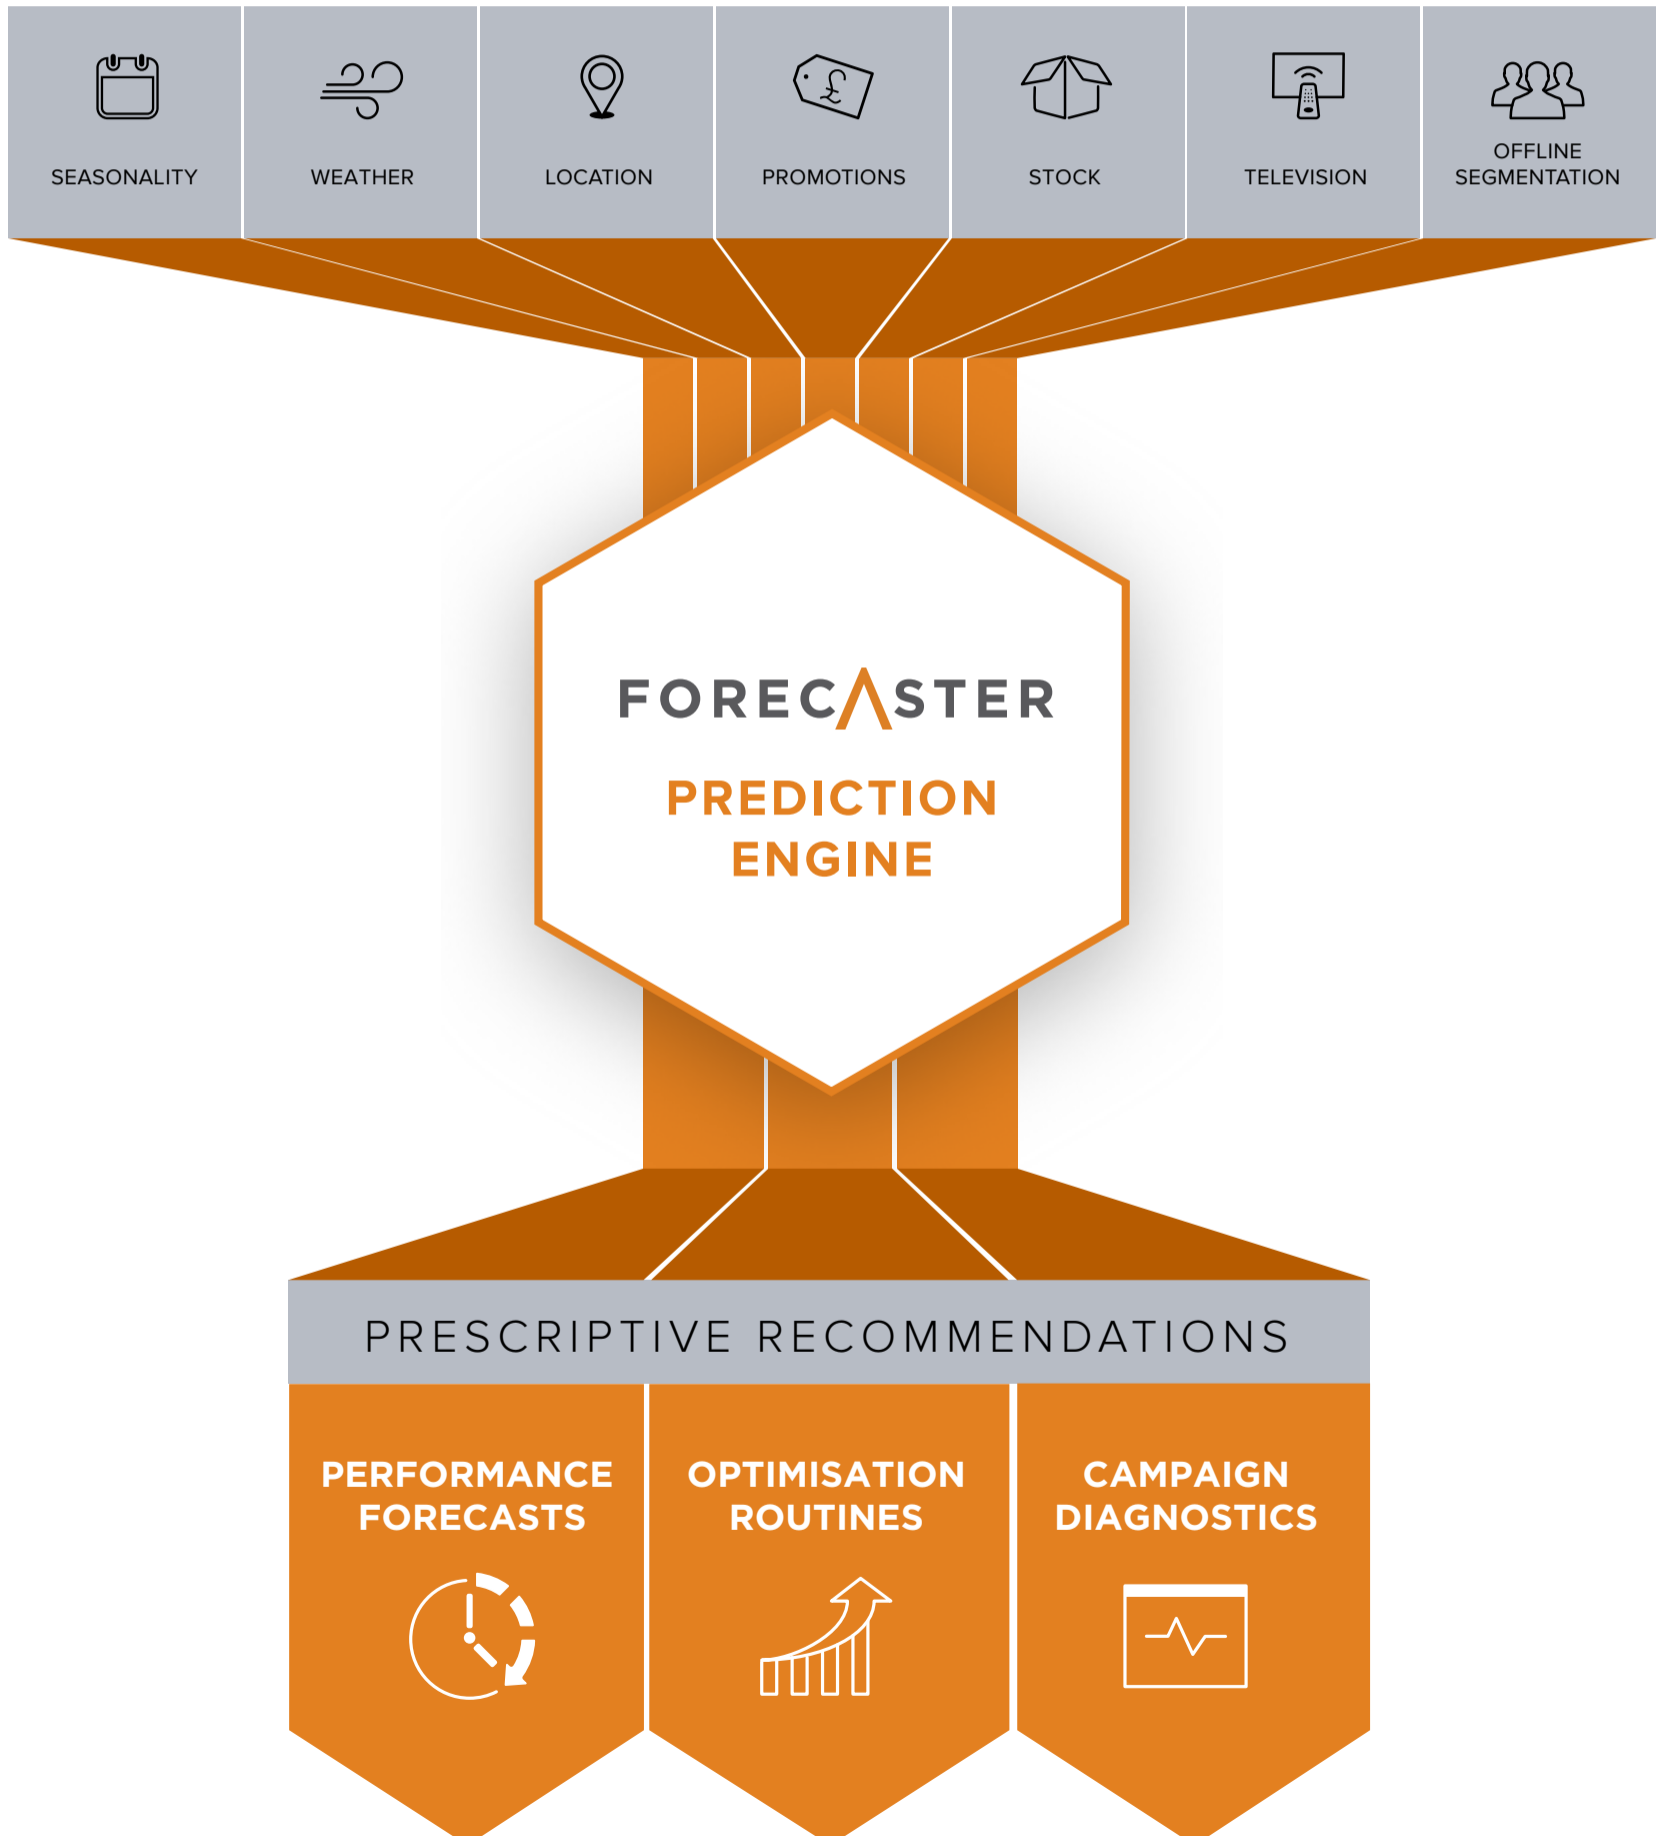 SEASONALITY
WEATHER
LOCATION
£
PROMOTIONS
STOCK
TELEVISION
OFFLINE
SEGMENTATION
FORECASTER
PREDICTION
ENGINE
PRESCRIPTIVE RECOMMENDATIONS
PERFORMANCE
FORECASTS
OPTIMISATION
ROUTINES
CAMPAIGN
DIAGNOSTICS